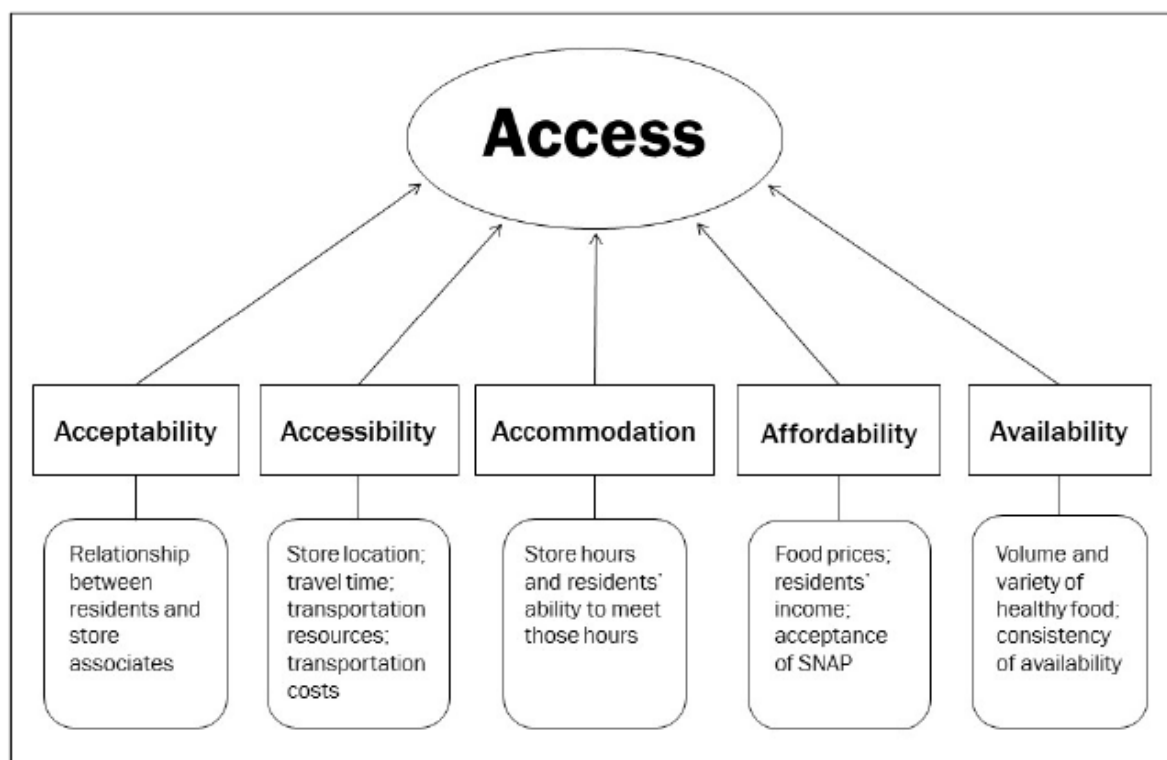 Access
Acceptability
Accessibility
Accommodation
Affordability
Availability
Relationship
between
residents and
store
associates
Store location;
travel time;
transportation
resources;
transportation
costs
Store hours
and residents’
ability to meet
those hours
Food prices;
residents’
income;
acceptance
of SNAP
Volume and
variety of
healthy food;
consistency
of availability